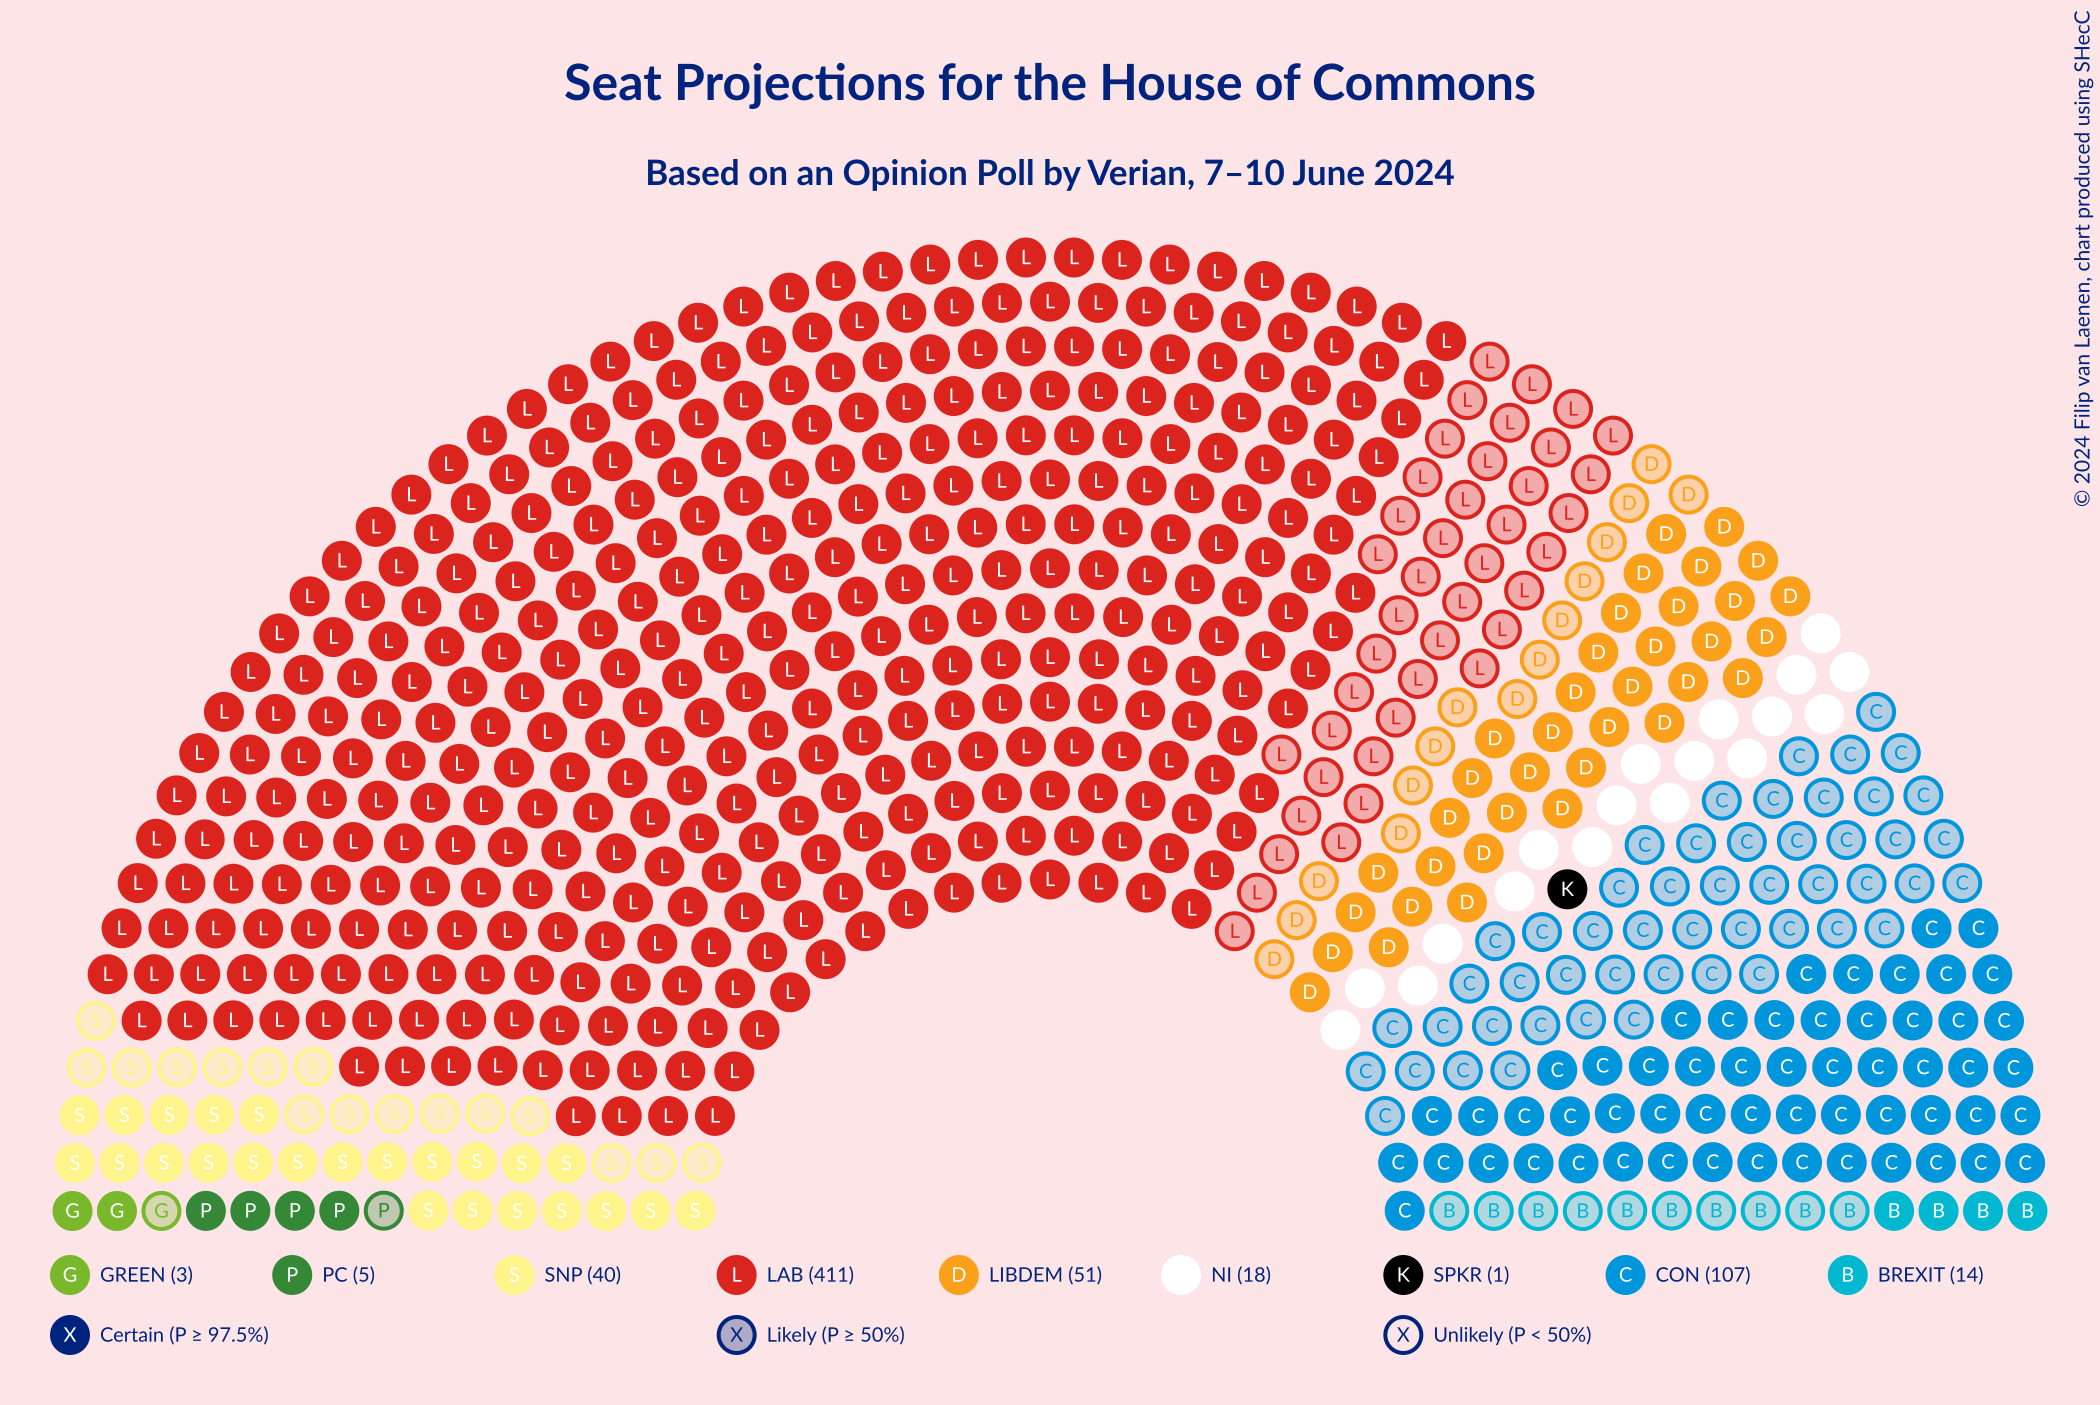 Seat Projections for the House of Commons
Based on an Opinion Poll by Verian, 7–10 June 2024
© 2024 Filip van Laenen, chart produced using SHecC
G GREEN (3)
P PC (5)
S SNP (40)
L LAB (411)
D LIBDEM (51)
NI (18)
K SPKR (1)
C CON (107)
B BREXIT (14)
X Certain (P ≥ 97.5%)
X Likely (P ≥ 50%)
X Unlikely (P < 50%)